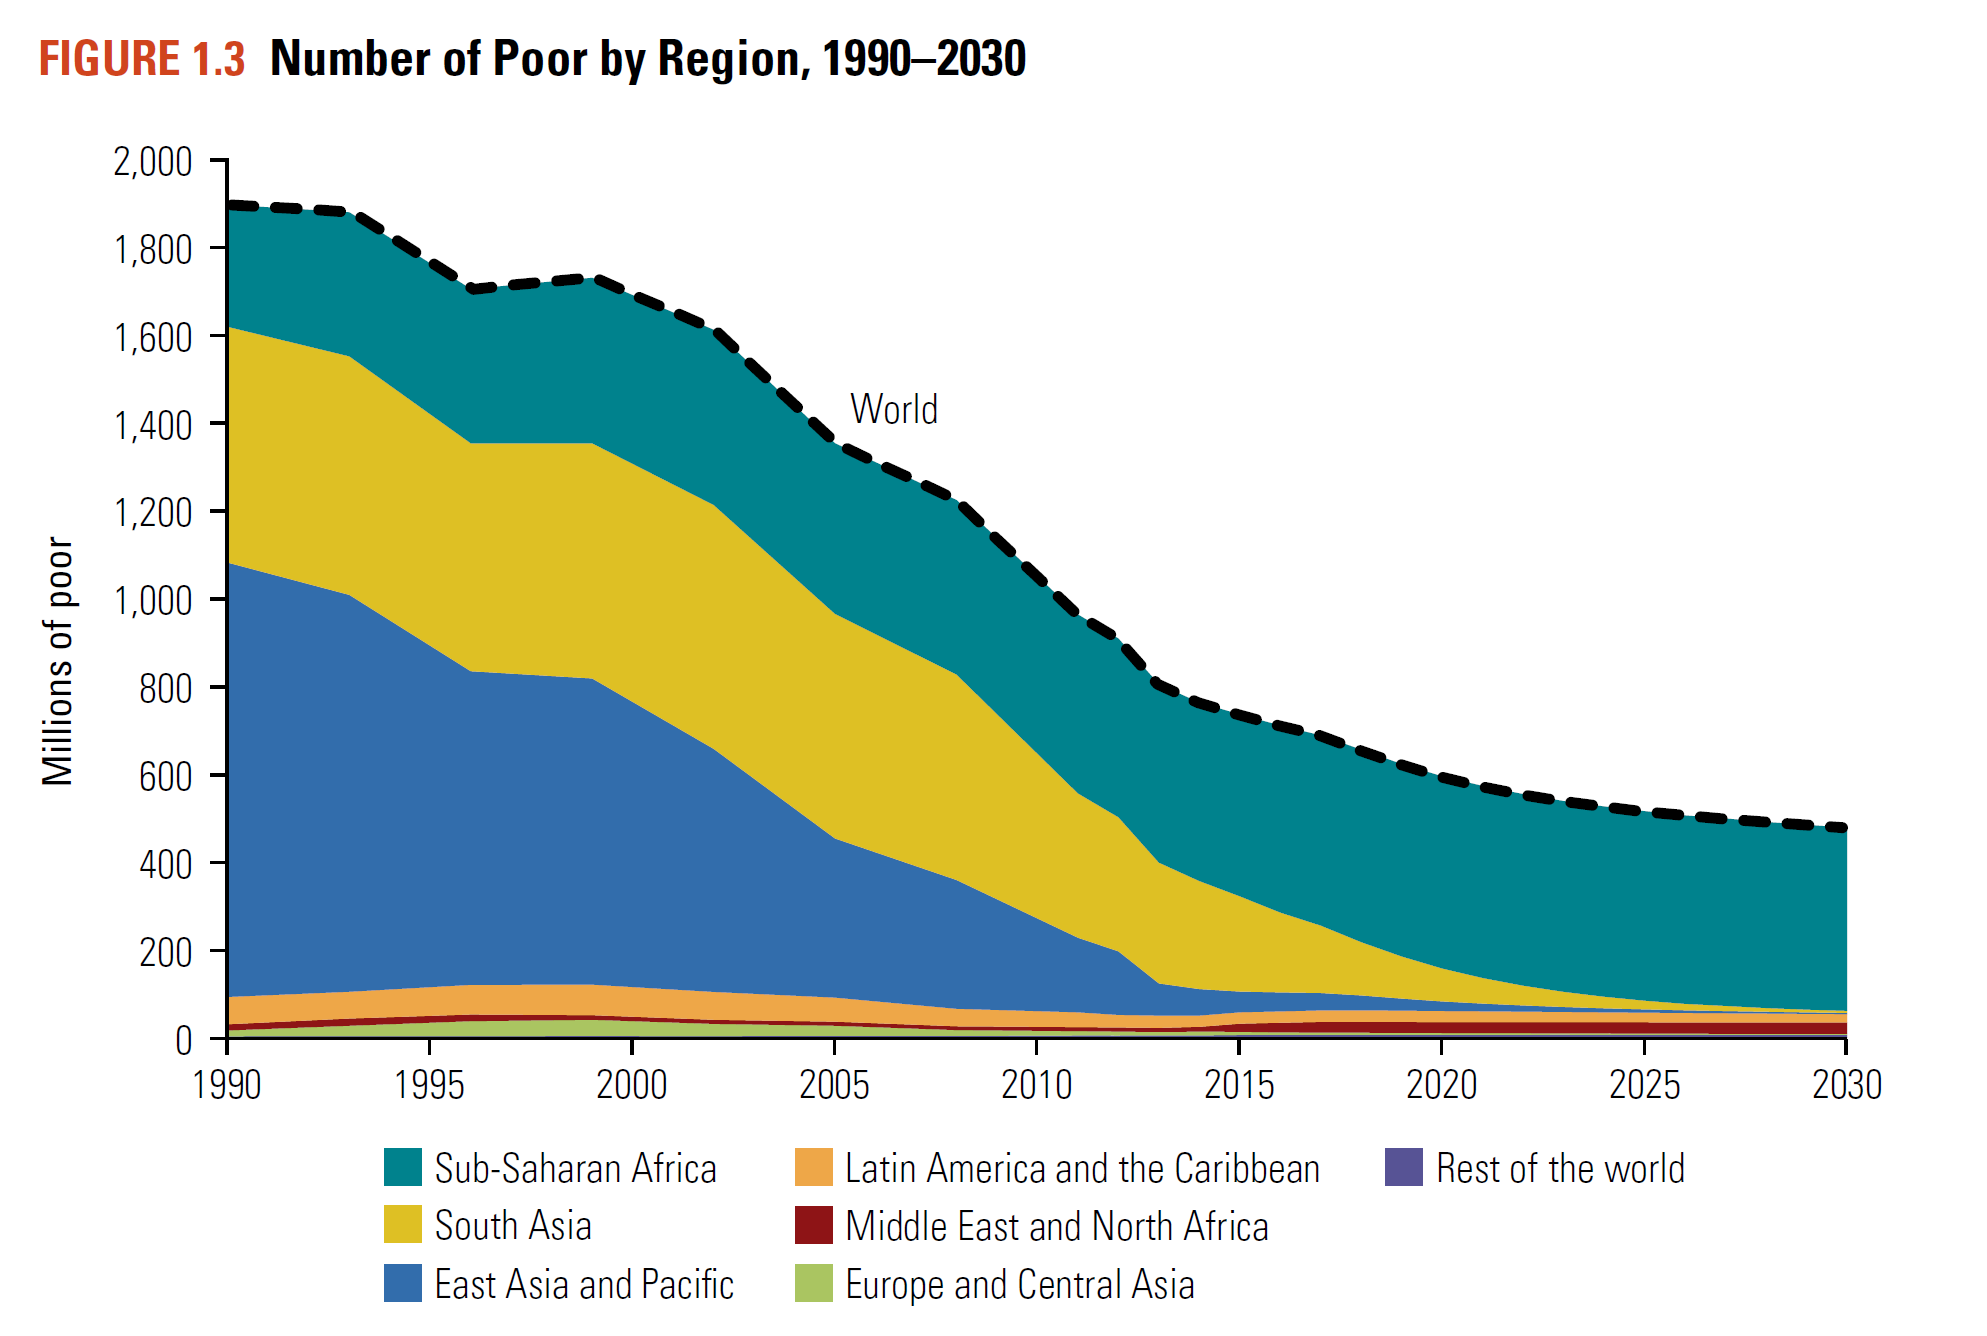 FIGURE 1.3 Number of Poor by Region, 1990–2030
Millions of poor
2,000
1,800
1,600
1,400
1,200
1,000
800
600
400
200
0
World
1990 1995 2000 2005 2010 2015 2020 2025 2030
Sub-Saharan Africa Latin America and the Caribbean Rest of the world
South Asia Middle East and North Africa
East Asia and Pacific Europe and Central Asia